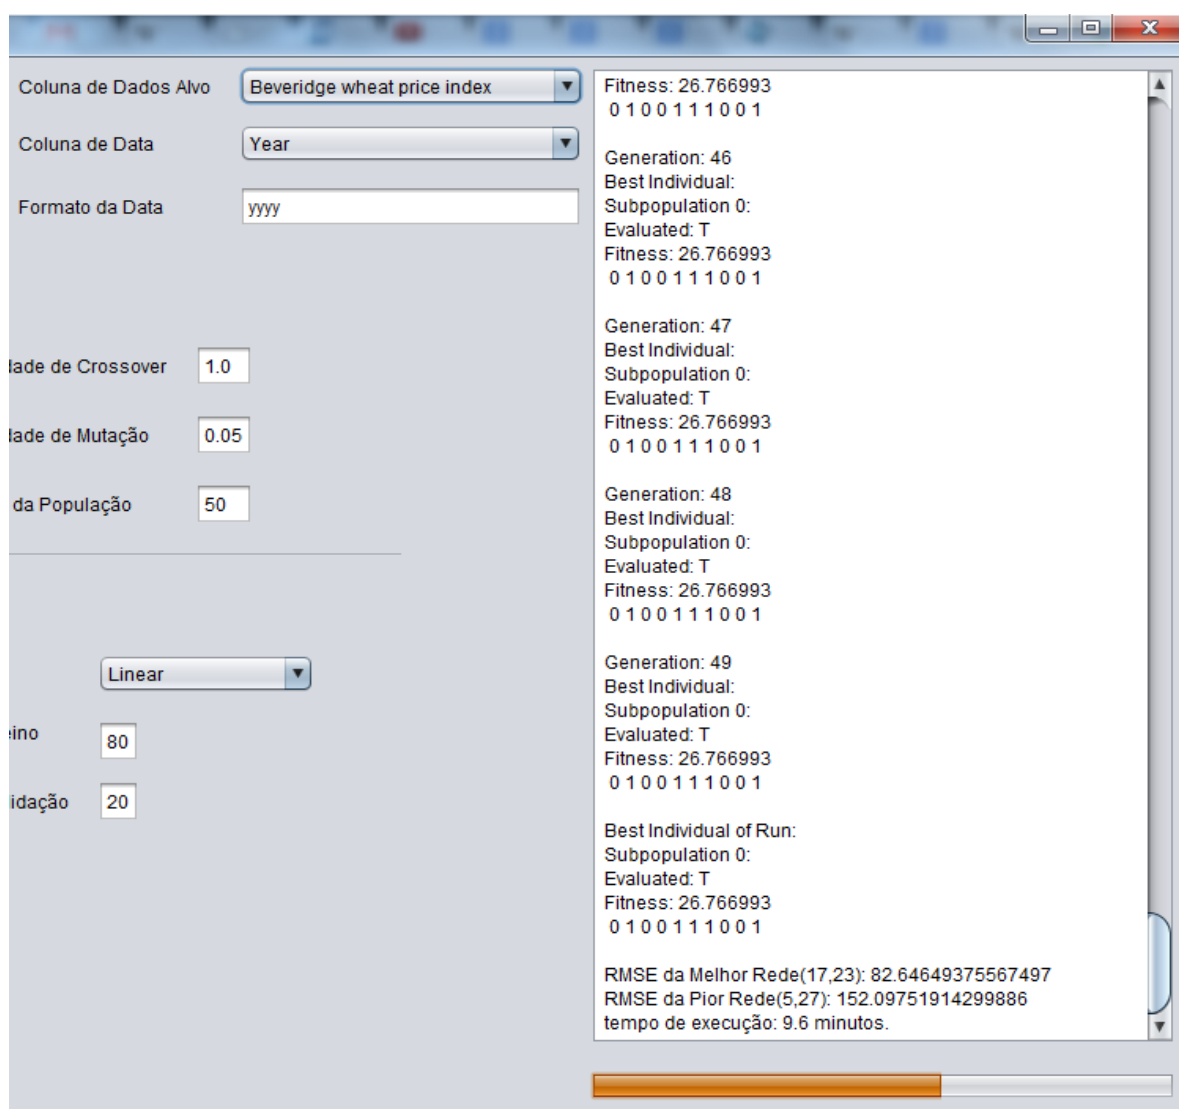 Coluna de Dados Alvo
Beveridge wheat price index
Coluna de Data
Year
Formato da Data
yyyy
dade de Crossover
1.0
dade de Mutação
0.05
da População
50
Linear
eino
80
idação
20
Fitness: 26.766993
0 1 0 0 1 1 1 0 0 1
Generation: 46
Best Individual:
Subpopulation 0:
Evaluated: T
Fitness: 26.766993
0 1 0 0 1 1 1 0 0 1
Generation: 47
Best Individual:
Subpopulation 0:
Evaluated: T
Fitness: 26.766993
0 1 0 0 1 1 1 0 0 1
Generation: 48
Best Individual:
Subpopulation 0:
Evaluated: T
Fitness: 26.766993
0 1 0 0 1 1 1 0 0 1
Generation: 49
Best Individual:
Subpopulation 0:
Evaluated: T
Fitness: 26.766993
0 1 0 0 1 1 1 0 0 1
Best Individual of Run:
Subpopulation 0:
Evaluated: T
Fitness: 26.766993
0 1 0 0 1 1 1 0 0 1
RMSE da Melhor Rede(17,23): 82.64649375567497
RMSE da Pior Rede(5,27): 152.09751914299886
tempo de execução: 9.6 minutos.